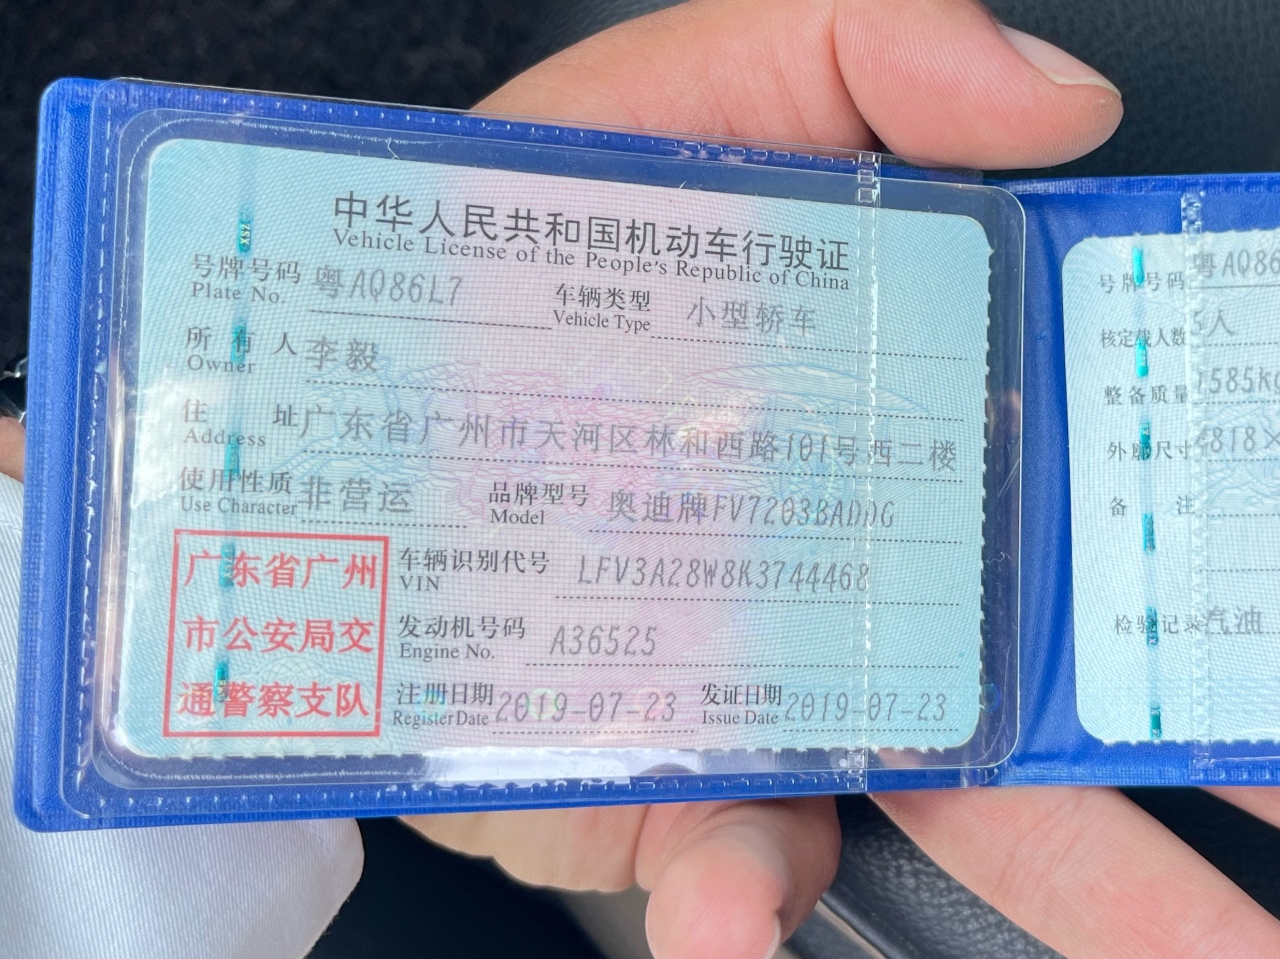 中华人民共和国机动车行驶证
Vehicle License of the People's Republic of China
号牌号码 粤AQ86L7 车辆类型 小型轿车
Plate No. Vehicle Type
所有人 李毅
Owner
住址 广东省广州市天河区林和西路101号西二楼
Address
使用性质 非营运 品牌型号 奥迪牌FV7203BADDG
Use Character Model
广东省广州
市公安局交
通警察支队
车辆识别代号 LFV3A28W8K3744468
VIN
发动机号码 A36525
Engine No.
注册日期 2019-07-23 发证日期 2019-07-23
Register Date Issue Date
号牌号码 粤AQ86
核定载人数 5人
整备质量 1585kg
外廓尺寸 4818×
备注
检验记录 汽油